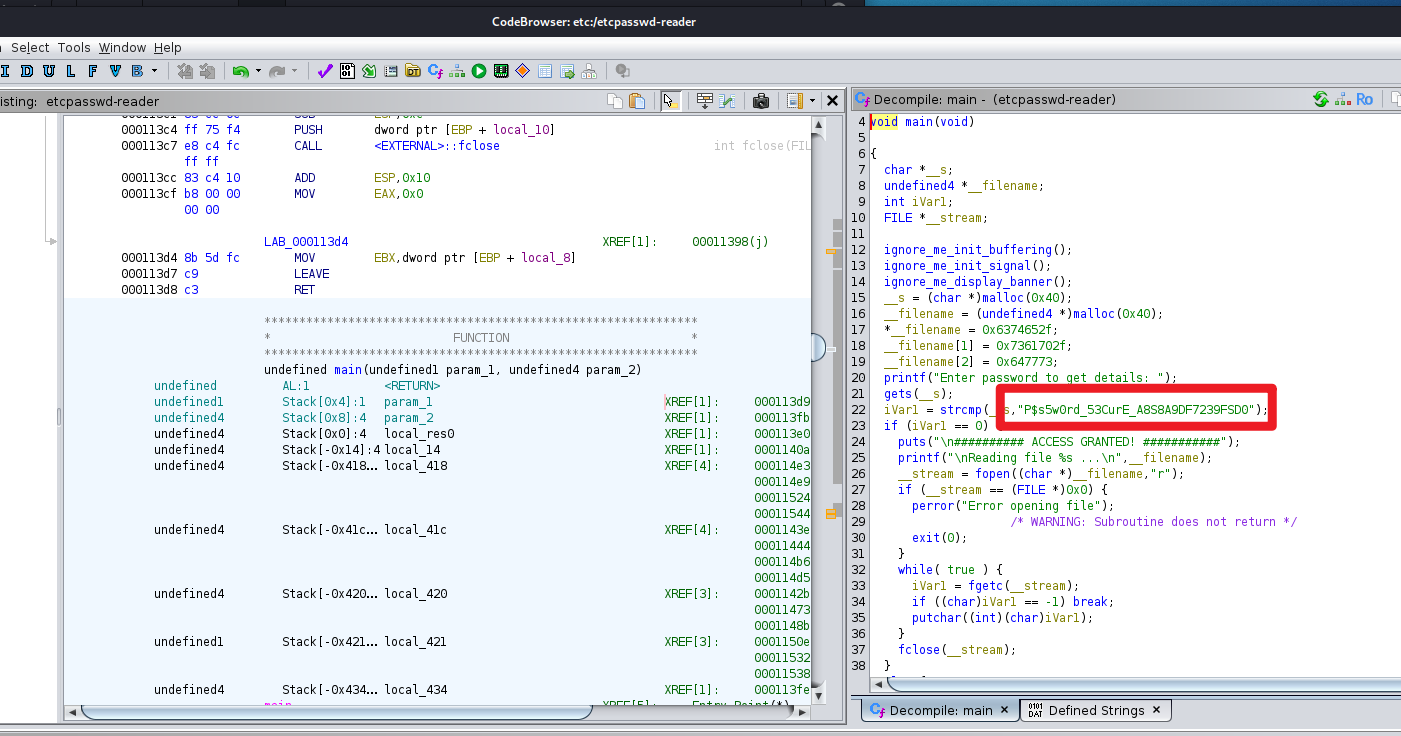 CodeBrowser: etc:/etcpasswd-reader
Select Tools Window Help
I D U L F V B
isting: etcpasswd-reader
000113c4 ff 75 f4 PUSH dword ptr [EBP + local_10]
000113c7 e8 c4 fc CALL <EXTERNAL>::fclose int fclose(FIL
ff ff
000113cc 83 c4 10 ADD ESP,0x10
000113cf b8 00 00 MOV EAX,0x0
00 00
LAB_000113d4 XREF[1]: 00011398(j)
000113d4 8b 5d fc MOV EBX,dword ptr [EBP + local_8]
000113d7 c9 LEAVE
000113d8 c3 RET
*************************************************************
* FUNCTION *
*************************************************************
undefined main(undefined1 param_1, undefined4 param_2)
undefined AL:1 <RETURN>
undefined1 Stack[0x4]:1 param_1 XREF[1]: 000113d9
undefined4 Stack[0x8]:4 param_2 XREF[1]: 000113fb
undefined4 Stack[0x0]:4 local_res0 XREF[1]: 000113e0
undefined4 Stack[-0x14]:4 local_14 XREF[1]: 0001140a
undefined4 Stack[-0x418... local_418 XREF[4]: 000114e3
000114e9
00011524
00011544
undefined4 Stack[-0x41c... local_41c XREF[4]: 0001143e
00011444
000114b6
000114d5
undefined4 Stack[-0x420... local_420 XREF[3]: 0001142b
00011473
0001148b
undefined1 Stack[-0x421... local_421 XREF[3]: 0001150e
00011532
00011538
undefined4 Stack[-0x434... local_434 XREF[1]: 000113fe
main XREF[5]: Entry Point(*)
Decompile: main - (etcpasswd-reader)
Ro
4 void main(void)
5
6 {
7 char *__s;
8 undefined4 *__filename;
9 int iVar1;
10 FILE *__stream;
11
12 ignore_me_init_buffering();
13 ignore_me_init_signal();
14 ignore_me_display_banner();
15 __s = (char *)malloc(0x40);
16 __filename = (undefined4 *)malloc(0x40);
17 *__filename = 0x6374652f;
18 __filename[1] = 0x7361702f;
19 __filename[2] = 0x647773;
20 printf("Enter password to get details: ");
21 gets(__s);
22 iVar1 = strcmp(__s,"P$s5w0rd_53CurE_A8S8A9DF7239FSD0");
23 if (iVar1 == 0)
24 puts("\n########## ACCESS GRANTED! ###########");
25 printf("\nReading file %s ...\n",__filename);
26 __stream = fopen((char *)__filename,"r");
27 if (__stream == (FILE *)0x0) {
28 perror("Error opening file");
29 /* WARNING: Subroutine does not return */
30 exit(0);
31 }
32 while( true ) {
33 iVar1 = fgetc(__stream);
34 if ((char)iVar1 == -1) break;
35 putchar((int)(char)iVar1);
36 }
37 fclose(__stream);
38 }
Decompile: main × Defined Strings ×